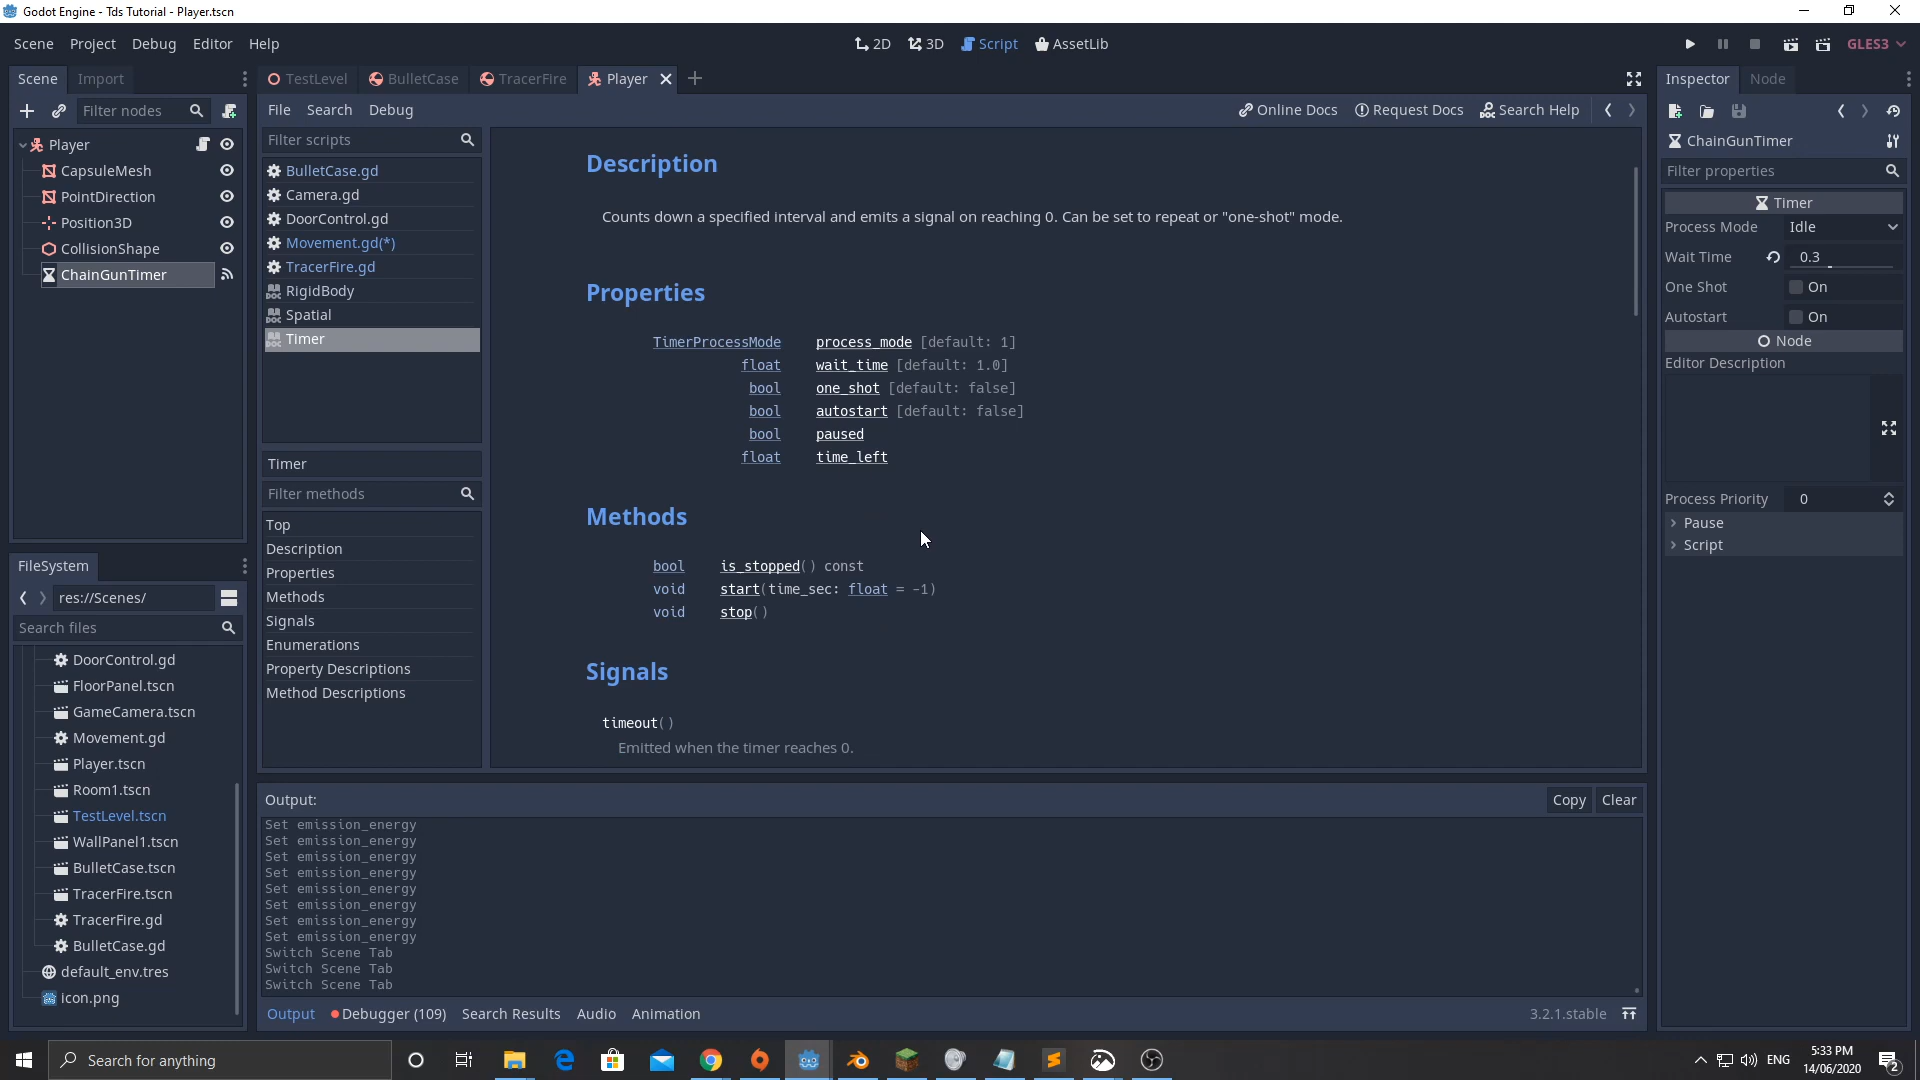 Godot Engine - Tds Tutorial - Player.tscn
Scene Project Debug Editor Help
2D 3D Script AssetLib
GLES3
Scene Import
TestLevel BulletCase TracerFire Player
Inspector Node
Filter nodes
File Search Debug
Online Docs Request Docs Search Help
Filter scripts
ChainGunTimer
Filter properties
Player
CapsuleMesh
PointDirection
Position3D
CollisionShape
ChainGunTimer
BulletCase.gd
Camera.gd
DoorControl.gd
Movement.gd(*)
TracerFire.gd
RigidBody
Spatial
Timer
Timer
Filter methods
Top
Description
Properties
Methods
Signals
Enumerations
Property Descriptions
Method Descriptions
Description
Counts down a specified interval and emits a signal on reaching 0. Can be set to repeat or "one-shot" mode.
Properties
TimerProcessMode process_mode [default: 1]
float wait_time [default: 1.0]
bool one_shot [default: false]
bool autostart [default: false]
bool paused
float time_left
Methods
bool is_stopped() const
void start(time_sec: float = -1)
void stop()
Signals
timeout()
Emitted when the timer reaches 0.
Timer
Process Mode Idle
Wait Time 0.3
One Shot On
Autostart On
Node
Editor Description
Process Priority 0
Pause
Script
FileSystem
res://Scenes/
Search files
DoorControl.gd
FloorPanel.tscn
GameCamera.tscn
Movement.gd
Player.tscn
Room1.tscn
TestLevel.tscn
WallPanel1.tscn
BulletCase.tscn
TracerFire.tscn
TracerFire.gd
BulletCase.gd
default_env.tres
icon.png
Output:
Copy Clear
Set emission_energy
Set emission_energy
Set emission_energy
Set emission_energy
Set emission_energy
Set emission_energy
Set emission_energy
Set emission_energy
Switch Scene Tab
Switch Scene Tab
Switch Scene Tab
Output Debugger (109) Search Results Audio Animation
3.2.1.stable
Search for anything
ENG
5:33 PM
14/06/2020
2